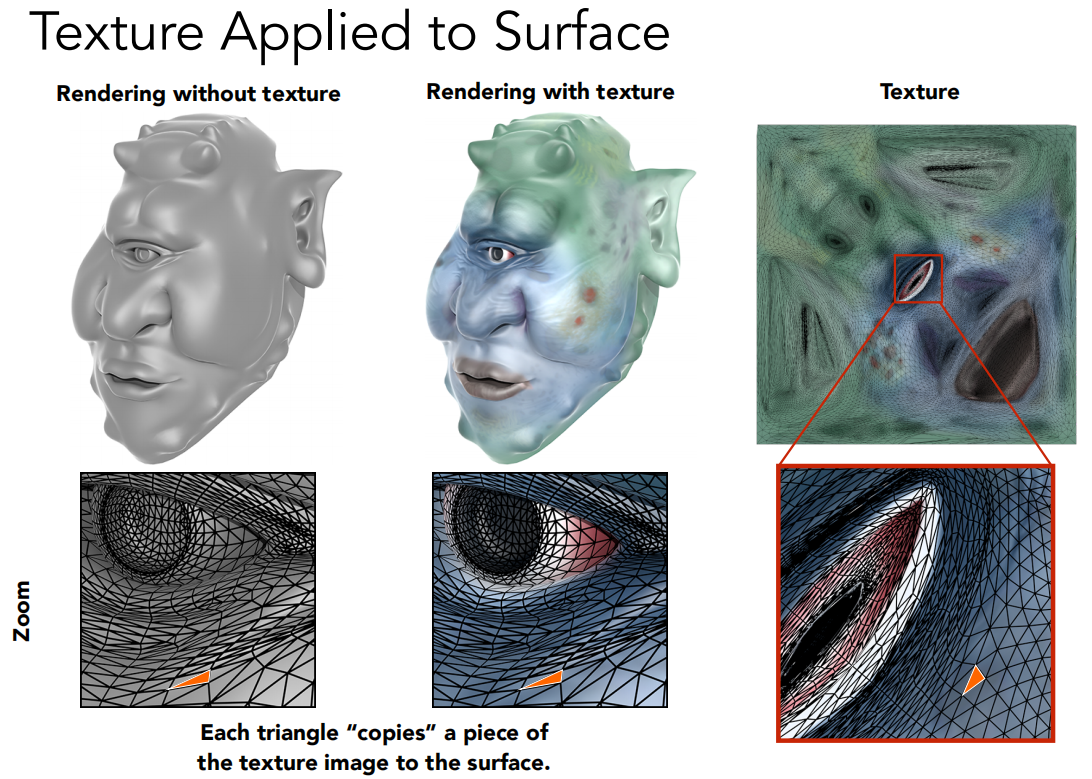 Texture Applied to Surface
Rendering without texture
Rendering with texture
Texture
Zoom
Each triangle “copies” a piece of
the texture image to the surface.